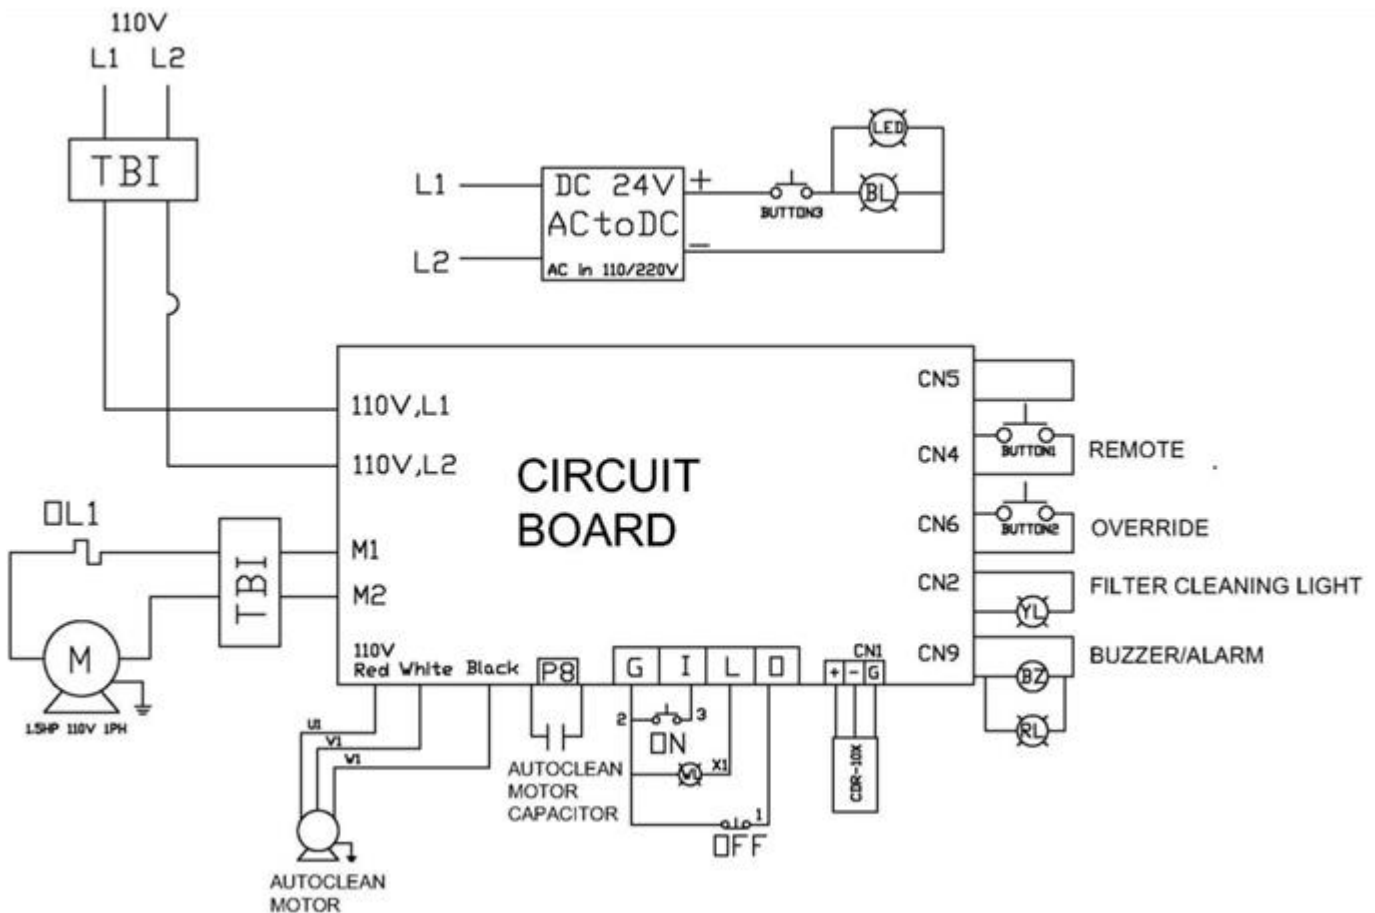 110V
L1 L2
TBI
L1
L2
DC 24V
ACtoDC
AC in 110/220V
+
−
BUTTON3
LED
BL
110V,L1
110V,L2
CIRCUIT
BOARD
CN5
CN4
BUTTON1
REMOTE
CN6
BUTTON2
OVERRIDE
CN2
YL
FILTER CLEANING LIGHT
CN9
BZ
BUZZER/ALARM
RL
OL1
TBI
M1
M2
M
1.5HP 110V 1PH
110V
Red White Black
P8
G I L O
CN1
+ - G
U1
V1
W1
2 3
ON
WL X1
1
OFF
CDR-10X
AUTOCLEAN
MOTOR
CAPACITOR
AUTOCLEAN
MOTOR